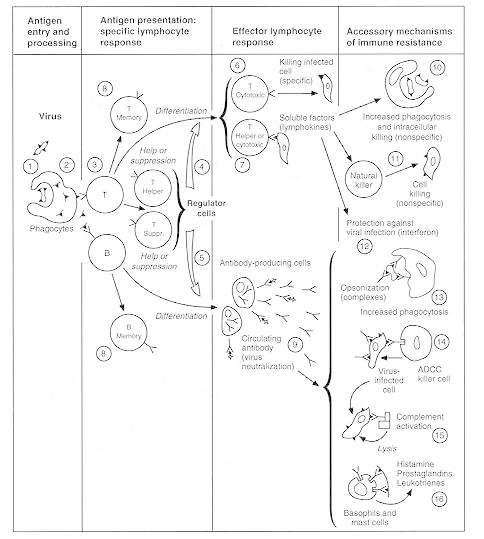 Antigen
entry and
processing
Antigen presentation:
specific lymphocyte
response
Effector lymphocyte
response
Accessory mechanisms
of immune resistance
Virus
1
2
Phagocytes
8
T
Memory
Differentiation
Help or
suppression
3
T
T
Helper
4
Regulator
cells
T
Suppr.
B
Help or
suppression
5
Differentiation
8
B
Memory
6
Killing infected
cell
(specific)
T
Cytotoxic
Soluble factors
(lymphokines)
T
Helper or
cytotoxic
7
Antibody-producing cells
9
Circulating
antibody
(virus
neutralization)
10
Increased phagocytosis
and intracellular
killing (nonspecific)
11
Natural
killer
Cell
killing
(nonspecific)
Protection against
viral infection (interferon)
12
Opsonization
(complexes)
13
Increased phagocytosis
14
Virus-
infected
cell
ADCC
killer cell
Complement
activation
15
Lysis
Histamine
Prostaglandins
Leukotrienes
16
Basophils and
mast cells